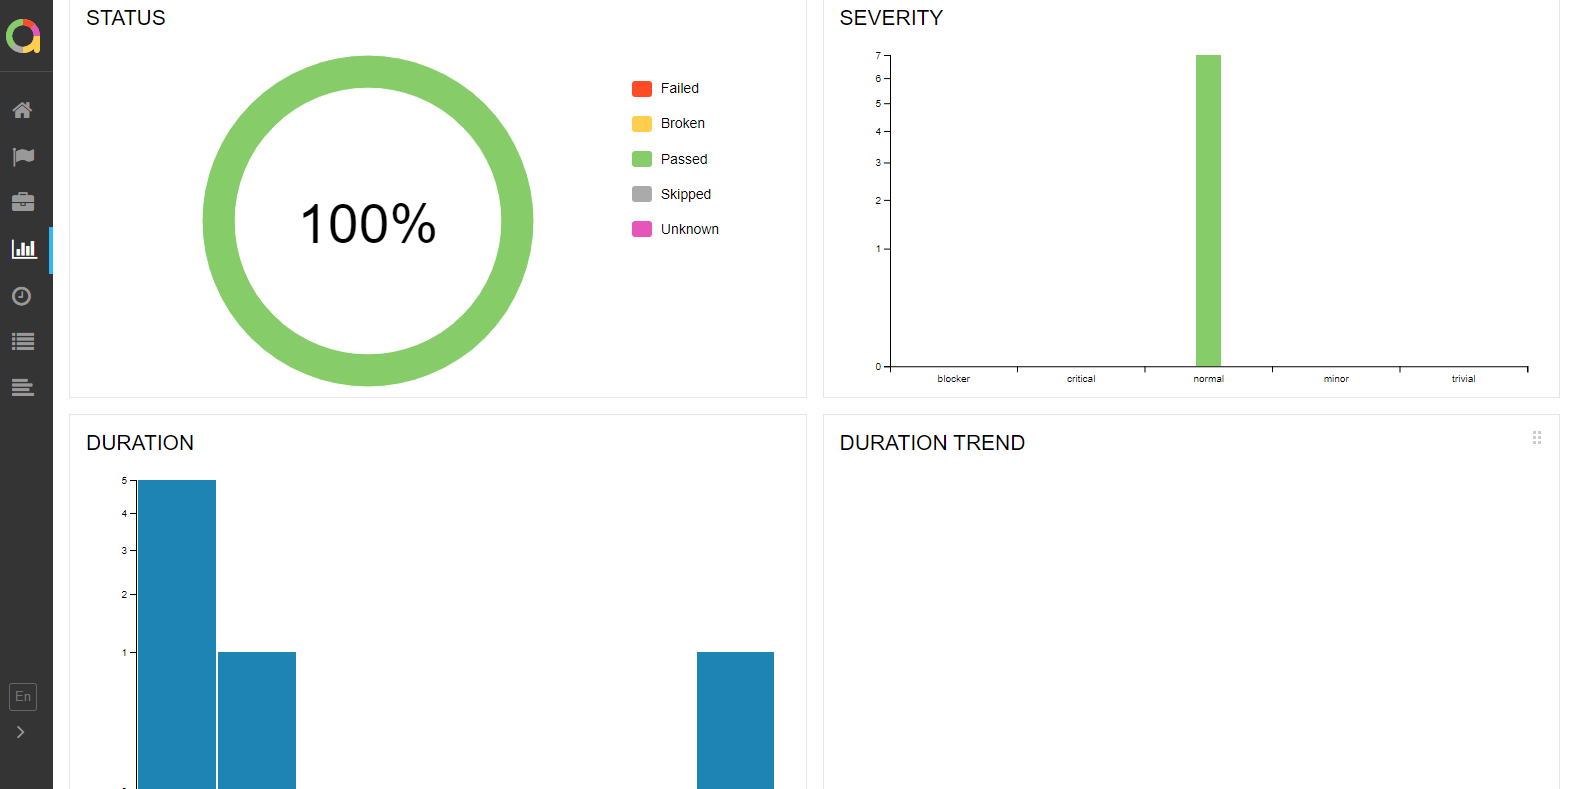 STATUS
100%
Failed
Broken
Passed
Skipped
Unknown
SEVERITY
7
6
5
4
3
2
1
0
blocker critical normal minor trivial
DURATION
5
4
3
2
1
DURATION TREND
En